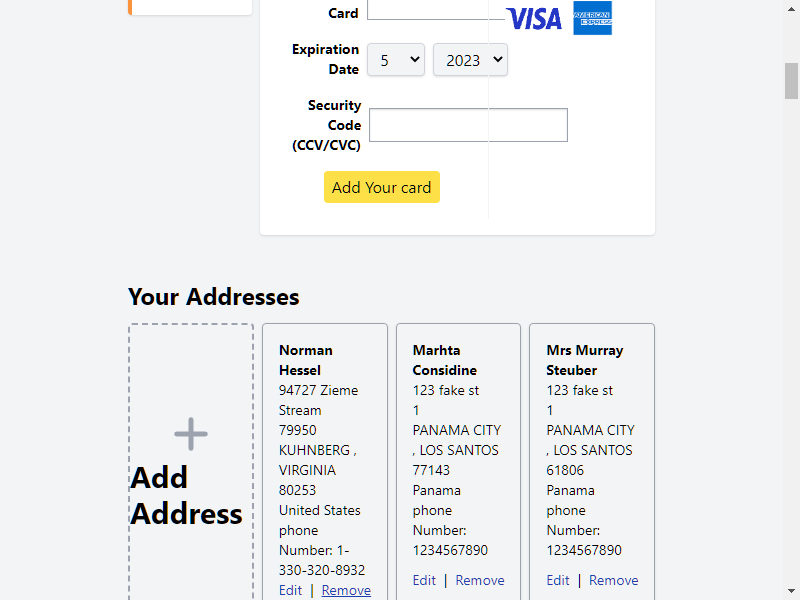 Card
VISA
AMERICAN
EXPRESS
Expiration
Date
5
2023
Security
Code
(CCV/CVC)
Add Your card
Your Addresses
Add
Address
Norman
Hessel
94727 Zieme
Stream
79950
KUHNBERG ,
VIRGINIA
80253
United States
phone
Number: 1-
330-320-8932
Edit | Remove
Marhta
Considine
123 fake st
1
PANAMA CITY
, LOS SANTOS
77143
Panama
phone
Number:
1234567890
Edit | Remove
Mrs Murray
Steuber
123 fake st
1
PANAMA CITY
, LOS SANTOS
61806
Panama
phone
Number:
1234567890
Edit | Remove